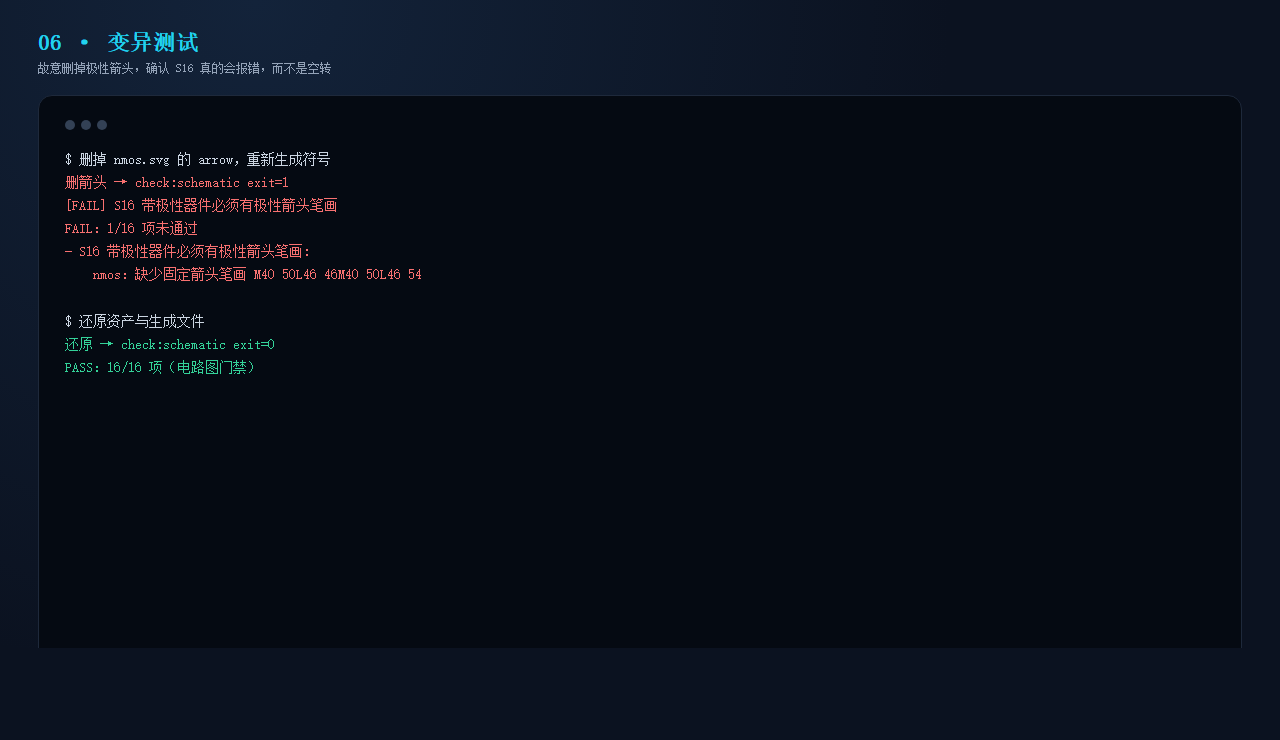 06 • 变异测试
故意删掉极性箭头，确认 S16 真的会报错，而不是空转
$ 删掉 nmos.svg 的 arrow，重新生成符号
删箭头 → check:schematic exit=1
[FAIL] S16 带极性器件必须有极性箭头笔画
FAIL: 1/16 项未通过
- S16 带极性器件必须有极性箭头笔画:
nmos: 缺少固定箭头笔画 M40 50L46 46M40 50L46 54
$ 还原资产与生成文件
还原 → check:schematic exit=0
PASS: 16/16 项（电路图门禁）